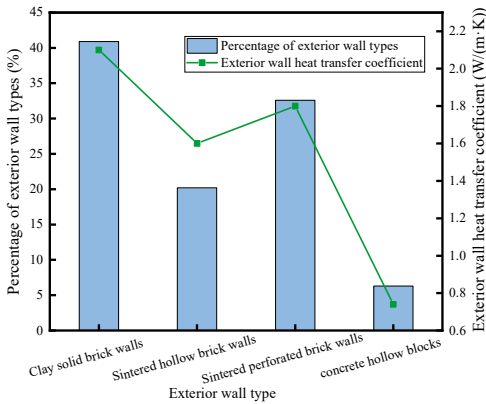 Percentage of exterior wall types (%)
45
40
35
30
25
20
15
10
5
0
Percentage of exterior wall types
Exterior wall heat transfer coefficient
2.2
2.0
1.8
1.6
1.4
1.2
1.0
0.8
0.6
Exterior wall heat transfer coefficient (W/(m·K)
Clay solid brick walls
Sintered hollow brick walls
Sintered perforated brick walls
concrete hollow blocks
Exterior wall type